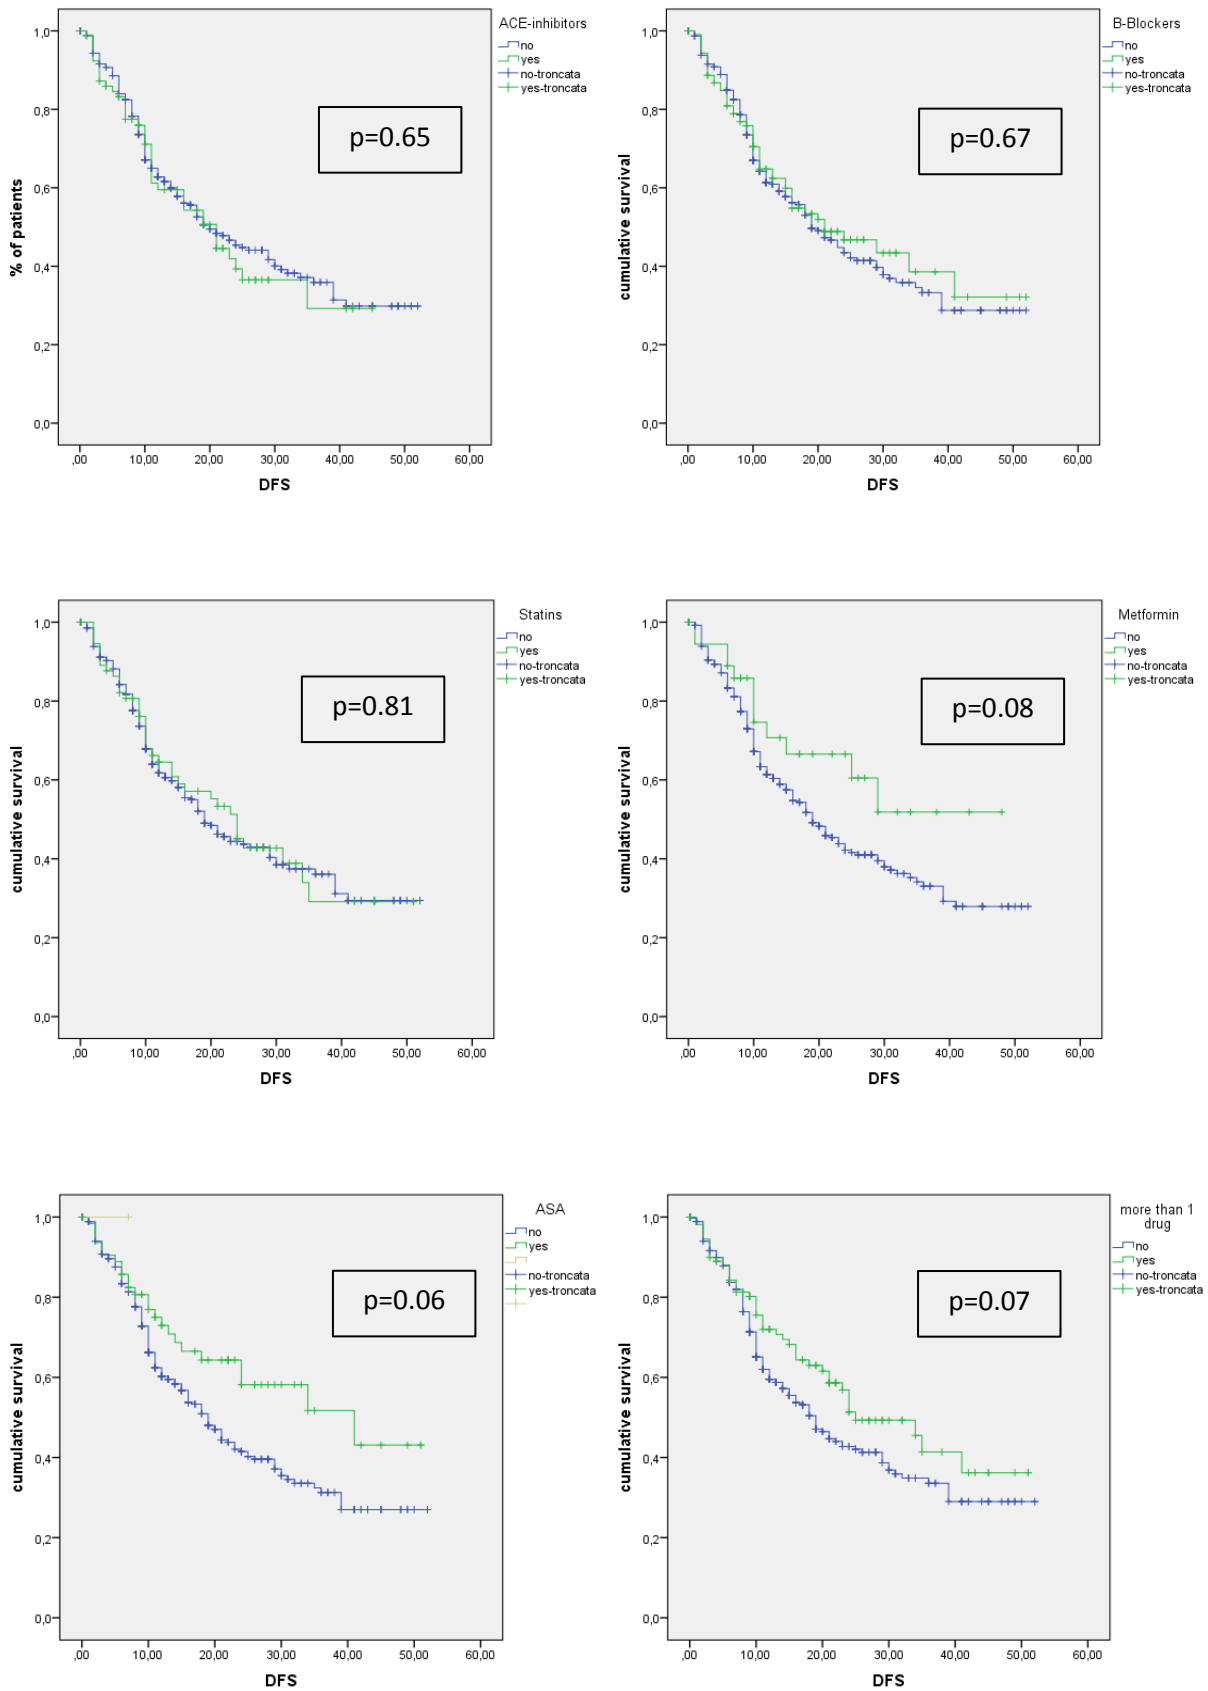 ACE-inhibitors
no
yes
no-troncata
yes-troncata
p=0.65
% of patients
1,0
0,8
0,6
0,4
0,2
0,0
,00 10,00 20,00 30,00 40,00 50,00 60,00
DFS
B-Blockers
no
yes
no-troncata
yes-troncata
p=0.67
cumulative survival
1,0
0,8
0,6
0,4
0,2
0,0
,00 10,00 20,00 30,00 40,00 50,00 60,00
DFS
Statins
no
yes
no-troncata
yes-troncata
p=0.81
cumulative survival
1,0
0,8
0,6
0,4
0,2
0,0
,00 10,00 20,00 30,00 40,00 50,00 60,00
DFS
Metformin
no
yes
no-troncata
yes-troncata
p=0.08
cumulative survival
1,0
0,8
0,6
0,4
0,2
0,0
,00 10,00 20,00 30,00 40,00 50,00 60,00
DFS
ASA
no
yes
no-troncata
yes-troncata
p=0.06
cumulative survival
1,0
0,8
0,6
0,4
0,2
0,0
,00 10,00 20,00 30,00 40,00 50,00 60,00
DFS
more than 1
drug
no
yes
no-troncata
yes-troncata
p=0.07
cumulative survival
1,0
0,8
0,6
0,4
0,2
0,0
,00 10,00 20,00 30,00 40,00 50,00 60,00
DFS